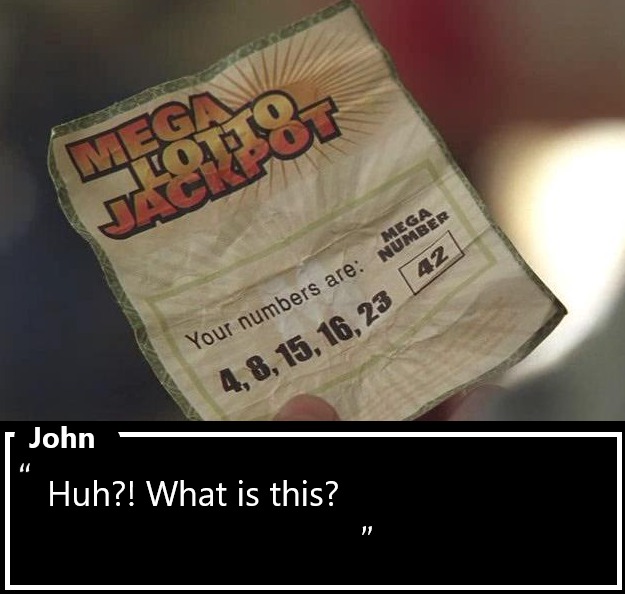 MEGA
LOTTO
JACKPOT
MEGA
NUMBER
Your numbers are: 42
4, 8, 15, 16, 23
John
“
Huh?! What is this?
”